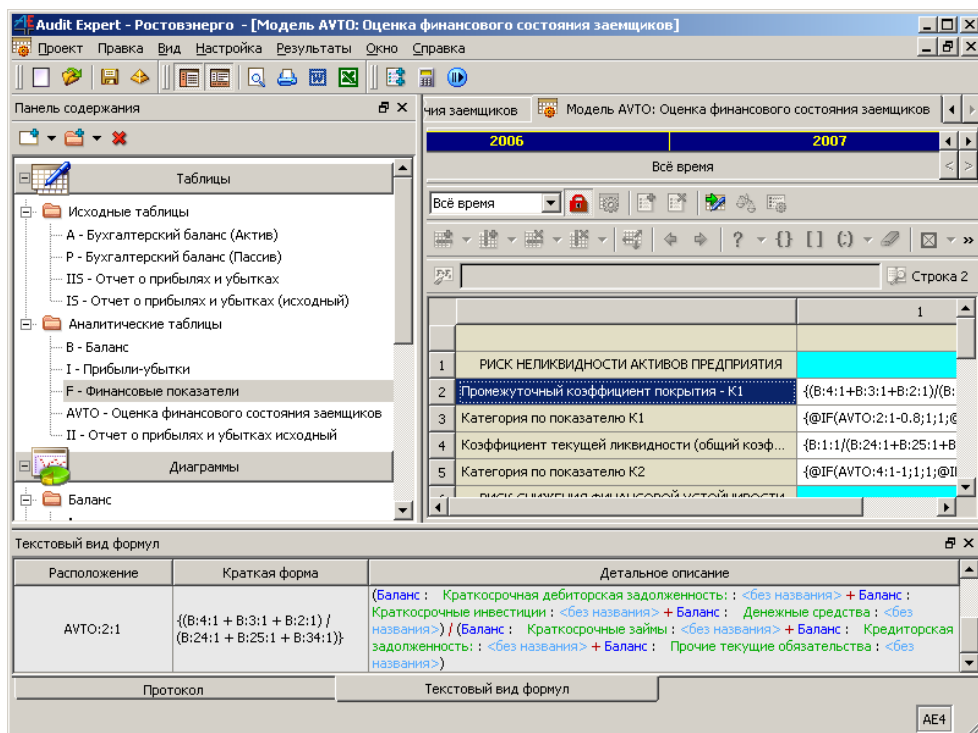 Audit Expert - Ростовэнерго - [Модель AVTO: Оценка финансового состояния заемщиков]
Проект Правка Вид Настройка Результаты Окно Справка
Панель содержания
чия заемщиков Модель AVTO: Оценка финансового состояния заемщиков
2006 2007
Всё время
Таблицы
Всё время
Исходные таблицы
A - Бухгалтерский баланс (Актив)
P - Бухгалтерский баланс (Пассив)
IIS - Отчет о прибылях и убытках
IS - Отчет о прибылях и убытках (исходный)
Строка 2
Аналитические таблицы
B - Баланс
I - Прибыли-убытки
F - Финансовые показатели
AVTO - Оценка финансового состояния заемщиков
II - Отчет о прибылях и убытках исходный
Диаграммы
Баланс
1
1 РИСК НЕЛИКВИДНОСТИ АКТИВОВ ПРЕДПРИЯТИЯ
2 Промежуточный коэффициент покрытия - К1 {(B:4:1+B:3:1+B:2:1)/(B:
3 Категория по показателю К1 {@IF(AVTO:2:1-0.8;1;1;@
4 Коэффициент текущей ликвидности (общий коэф... {B:1:1/(B:24:1+B:25:1+B
5 Категория по показателю К2 {@IF(AVTO:4:1-1;1;1;@II
РИСК СНИЖЕНИЯ ФИНАНСОВОЙ УСТОЙЧИВОСТИ
Текстовый вид формул
Расположение Краткая форма Детальное описание
AVTO:2:1
{(B:4:1 + B:3:1 + B:2:1) /
(B:24:1 + B:25:1 + B:34:1)}
(Баланс : Краткосрочная дебиторская задолженность: : <без названия> + Баланс :
Краткосрочные инвестиции : <без названия> + Баланс : Денежные средства : <без
названия>) / (Баланс : Краткосрочные займы : <без названия> + Баланс : Кредиторская
задолженность: : <без названия> + Баланс : Прочие текущие обязательства : <без
названия>)
Протокол Текстовый вид формул
AE4